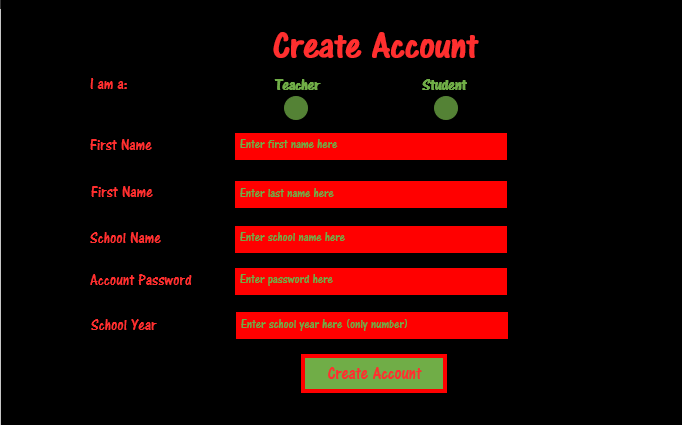 Create Account
I am a: Teacher Student
First Name Enter first name here
First Name Enter last name here
School Name Enter school name here
Account Password Enter password here
School Year Enter school year here (only number)
Create Account